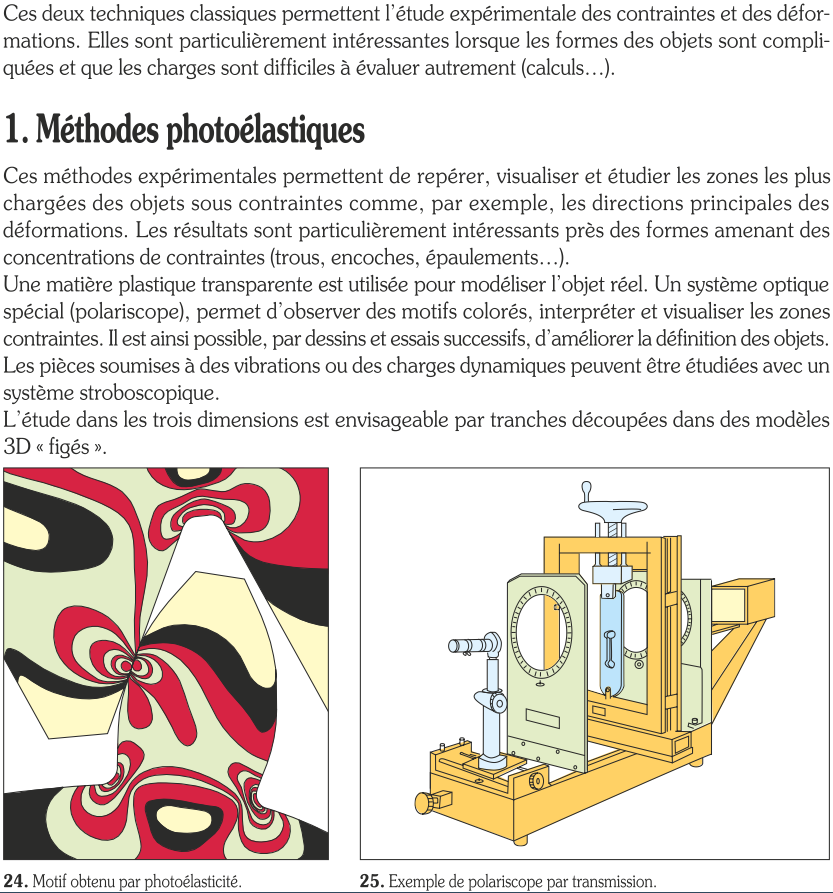 Ces deux techniques classiques permettent l'étude expérimentale des contraintes et des défor-
mations. Elles sont particulièrement intéressantes lorsque les formes des objets sont compli-
quées et que les charges sont difficiles à évaluer autrement (calculs…).
1. Méthodes photoélastiques
Ces méthodes expérimentales permettent de repérer, visualiser et étudier les zones les plus
chargées des objets sous contraintes comme, par exemple, les directions principales des
déformations. Les résultats sont particulièrement intéressants près des formes amenant des
concentrations de contraintes (trous, encoches, épaulements…).
Une matière plastique transparente est utilisée pour modéliser l'objet réel. Un système optique
spécial (polariscope), permet d'observer des motifs colorés, interpréter et visualiser les zones
contraintes. Il est ainsi possible, par dessins et essais successifs, d'améliorer la définition des objets.
Les pièces soumises à des vibrations ou des charges dynamiques peuvent être étudiées avec un
système stroboscopique.
L'étude dans les trois dimensions est envisageable par tranches découpées dans des modèles
3D « figés ».
24. Motif obtenu par photoélasticité.
25. Exemple de polariscope par transmission.